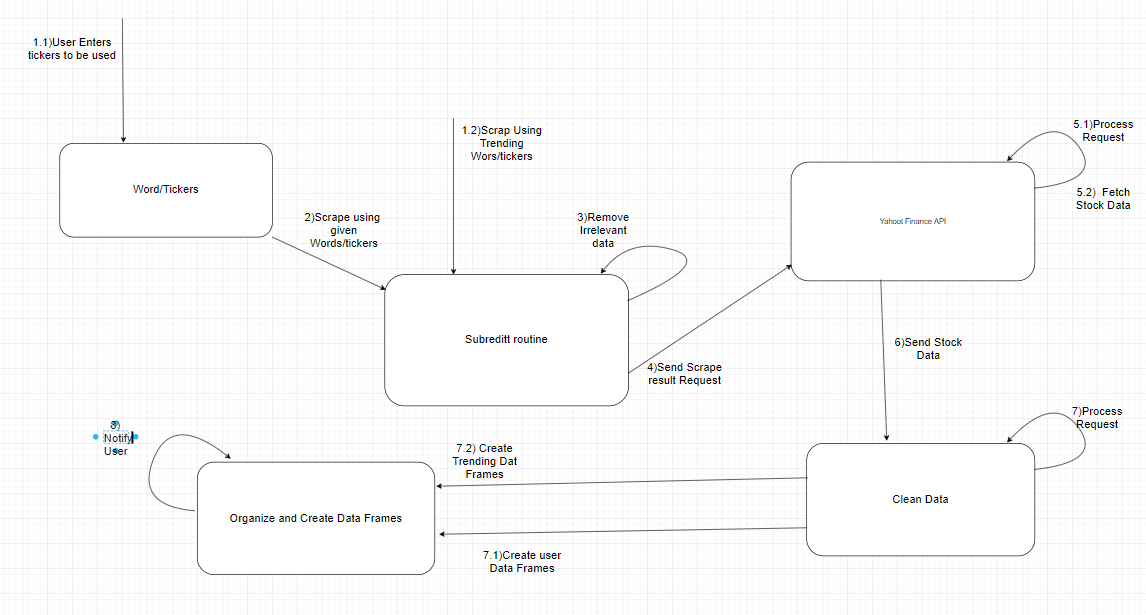 1.1)User Enters
tickers to be used
Word/Tickers
1.2)Scrap Using
Trending
Wors/tickers
2)Scrape using
given
Words/tickers
3)Remove
Irrelevant
data
Subreditt routine
4)Send Scrape
result Request
5.1)Process
Request
5.2) Fetch
Stock Data
Yahoot Finance API
6)Send Stock
Data
7)Process
Request
Clean Data
7.2) Create
Trending Dat
Frames
7.1)Create user
Data Frames
8)
Notify
User
Organize and Create Data Frames